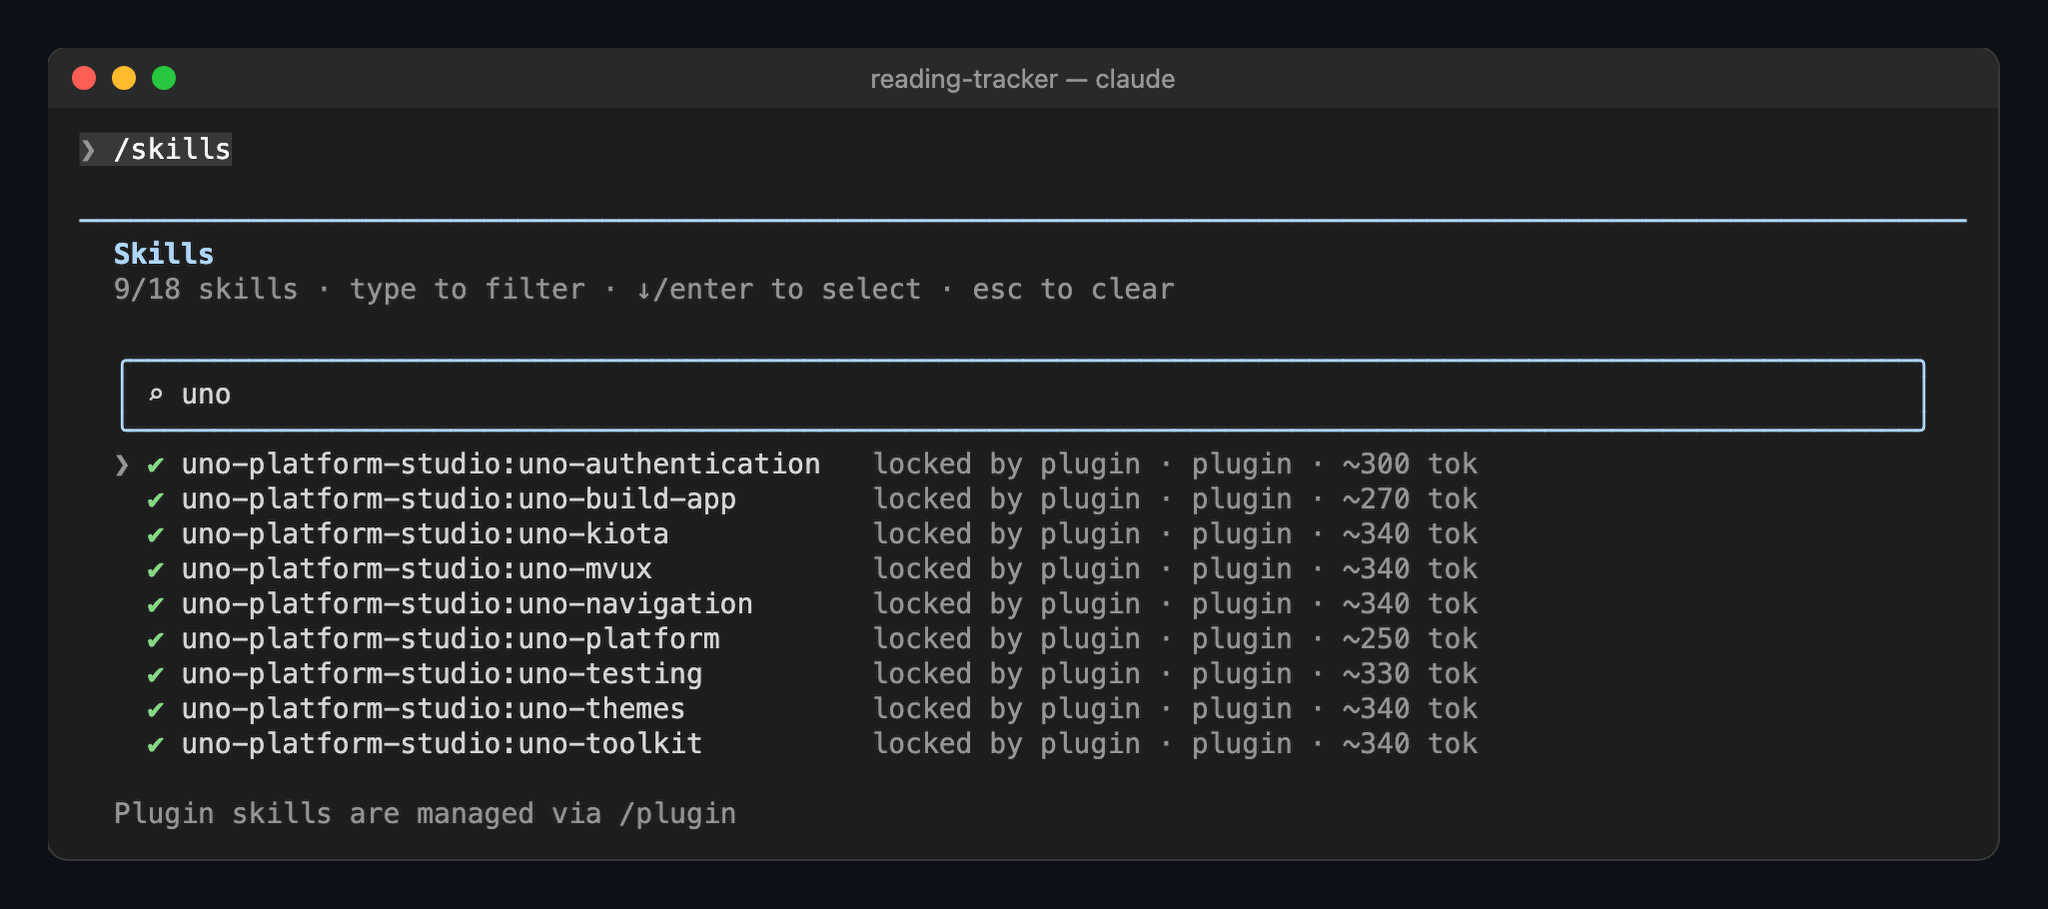 reading-tracker — claude
❯ /skills
Skills
9/18 skills · type to filter · ↓/enter to select · esc to clear
⌕ uno
❯ ✔ uno-platform-studio:uno-authentication locked by plugin · plugin · ~300 tok
✔ uno-platform-studio:uno-build-app locked by plugin · plugin · ~270 tok
✔ uno-platform-studio:uno-kiota locked by plugin · plugin · ~340 tok
✔ uno-platform-studio:uno-mvux locked by plugin · plugin · ~340 tok
✔ uno-platform-studio:uno-navigation locked by plugin · plugin · ~340 tok
✔ uno-platform-studio:uno-platform locked by plugin · plugin · ~250 tok
✔ uno-platform-studio:uno-testing locked by plugin · plugin · ~330 tok
✔ uno-platform-studio:uno-themes locked by plugin · plugin · ~340 tok
✔ uno-platform-studio:uno-toolkit locked by plugin · plugin · ~340 tok
Plugin skills are managed via /plugin